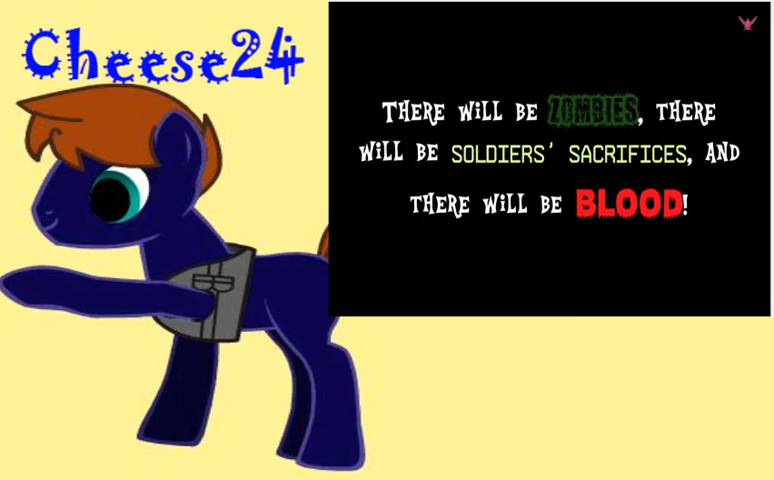 Cheese24
THERE WILL BE ZOMBIES, THERE
WILL BE SOLDIERS' SACRIFICES, AND
THERE WILL BE BLOOD!